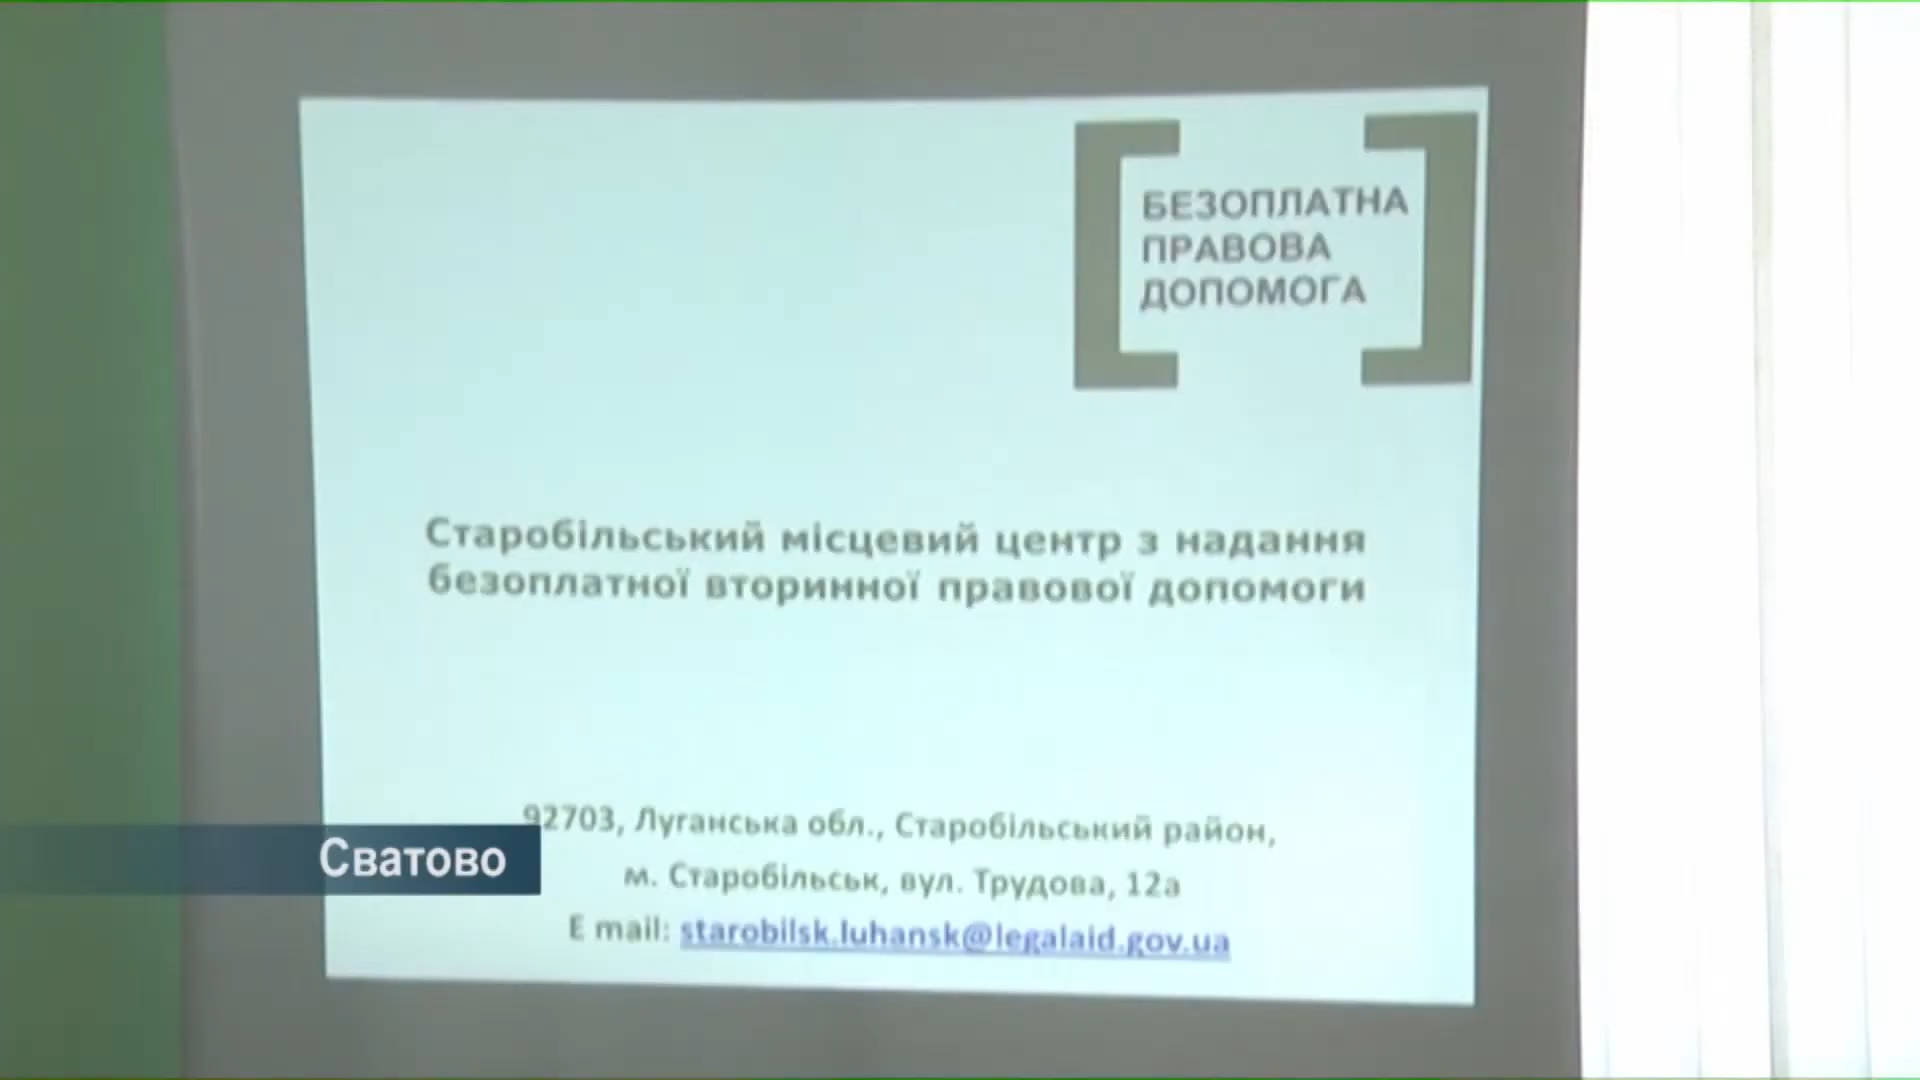 БЕЗОПЛАТНА
ПРАВОВА
ДОПОМОГА
Старобільський місцевий центр з надання
безоплатної вторинної правової допомоги
92703, Луганська обл., Старобільський район,
м. Старобільськ, вул. Трудова, 12а
E mail: starobilsk.luhansk@legalaid.gov.ua
Сватово